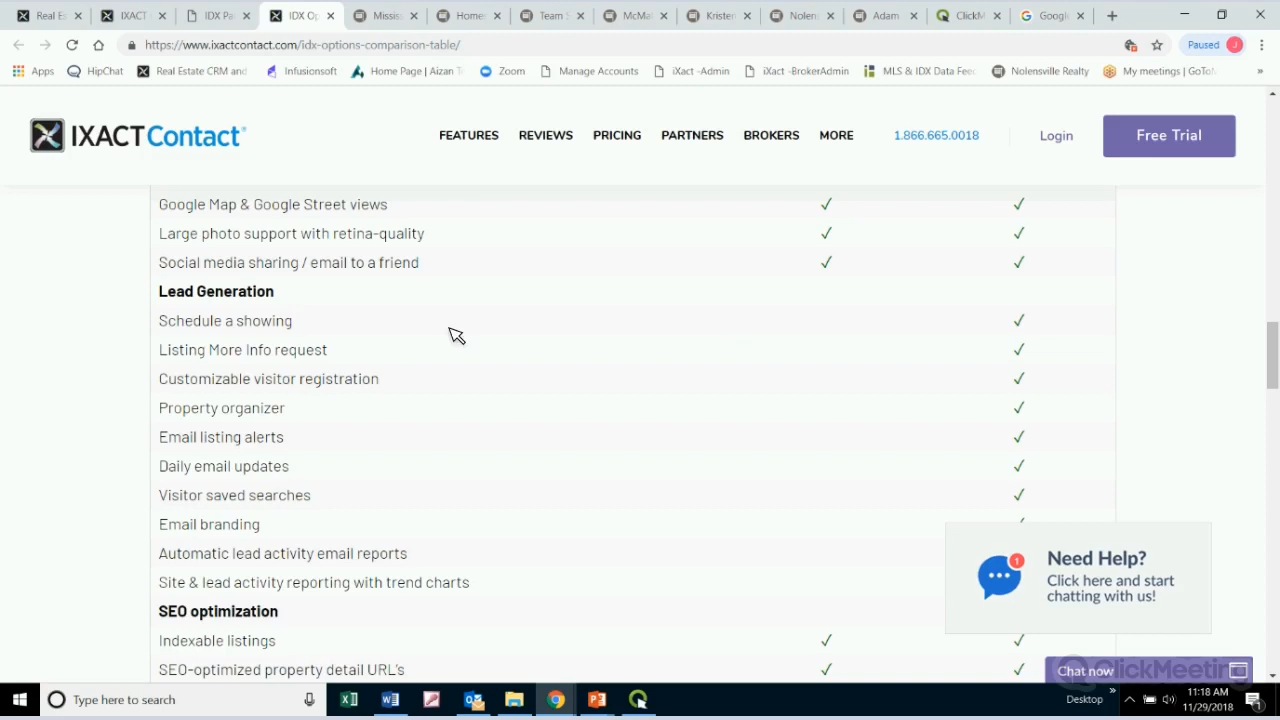 Real E
IXACT
IDX Pa
IDX Op
Missis
Home
Team S
McMa
Kristen
Nolen
Adam
ClickM
Google
https://www.ixactcontact.com/idx-options-comparison-table/
Paused
J
Apps
HipChat
Real Estate CRM and
Infusionsoft
Home Page | Aizan T
Zoom
Manage Accounts
iXact -Admin
iXact -BrokerAdmin
MLS & IDX Data Feed
Nolensville Realty
My meetings | GoTo
»
IXACTContact®
FEATURES
REVIEWS
PRICING
PARTNERS
BROKERS
MORE
1.866.665.0018
Login
Free Trial
Google Map & Google Street views ✓ ✓
Large photo support with retina-quality ✓ ✓
Social media sharing / email to a friend ✓ ✓
Lead Generation
Schedule a showing ✓
Listing More Info request ✓
Customizable visitor registration ✓
Property organizer ✓
Email listing alerts ✓
Daily email updates ✓
Visitor saved searches ✓
Email branding
Automatic lead activity email reports
Site & lead activity reporting with trend charts
SEO optimization
Indexable listings ✓ ✓
SEO-optimized property detail URL's ✓ ✓
1
Need Help?
Click here and start
chatting with us!
Chat now
ClickMeeting
Type here to search
Desktop
»
11:18 AM
11/29/2018
1